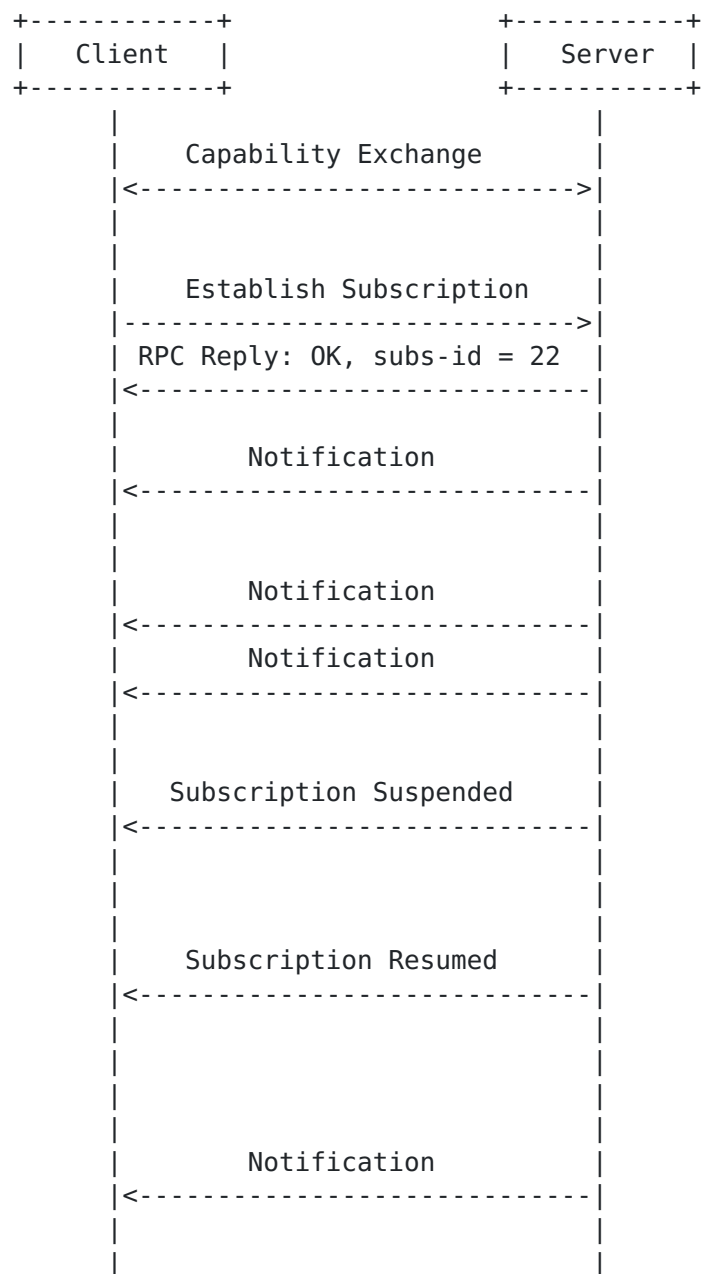 Client Server
Capability Exchange
Establish Subscription
RPC Reply: OK, subs-id = 22
Notification
Notification
Notification
Subscription Suspended
Subscription Resumed
Notification